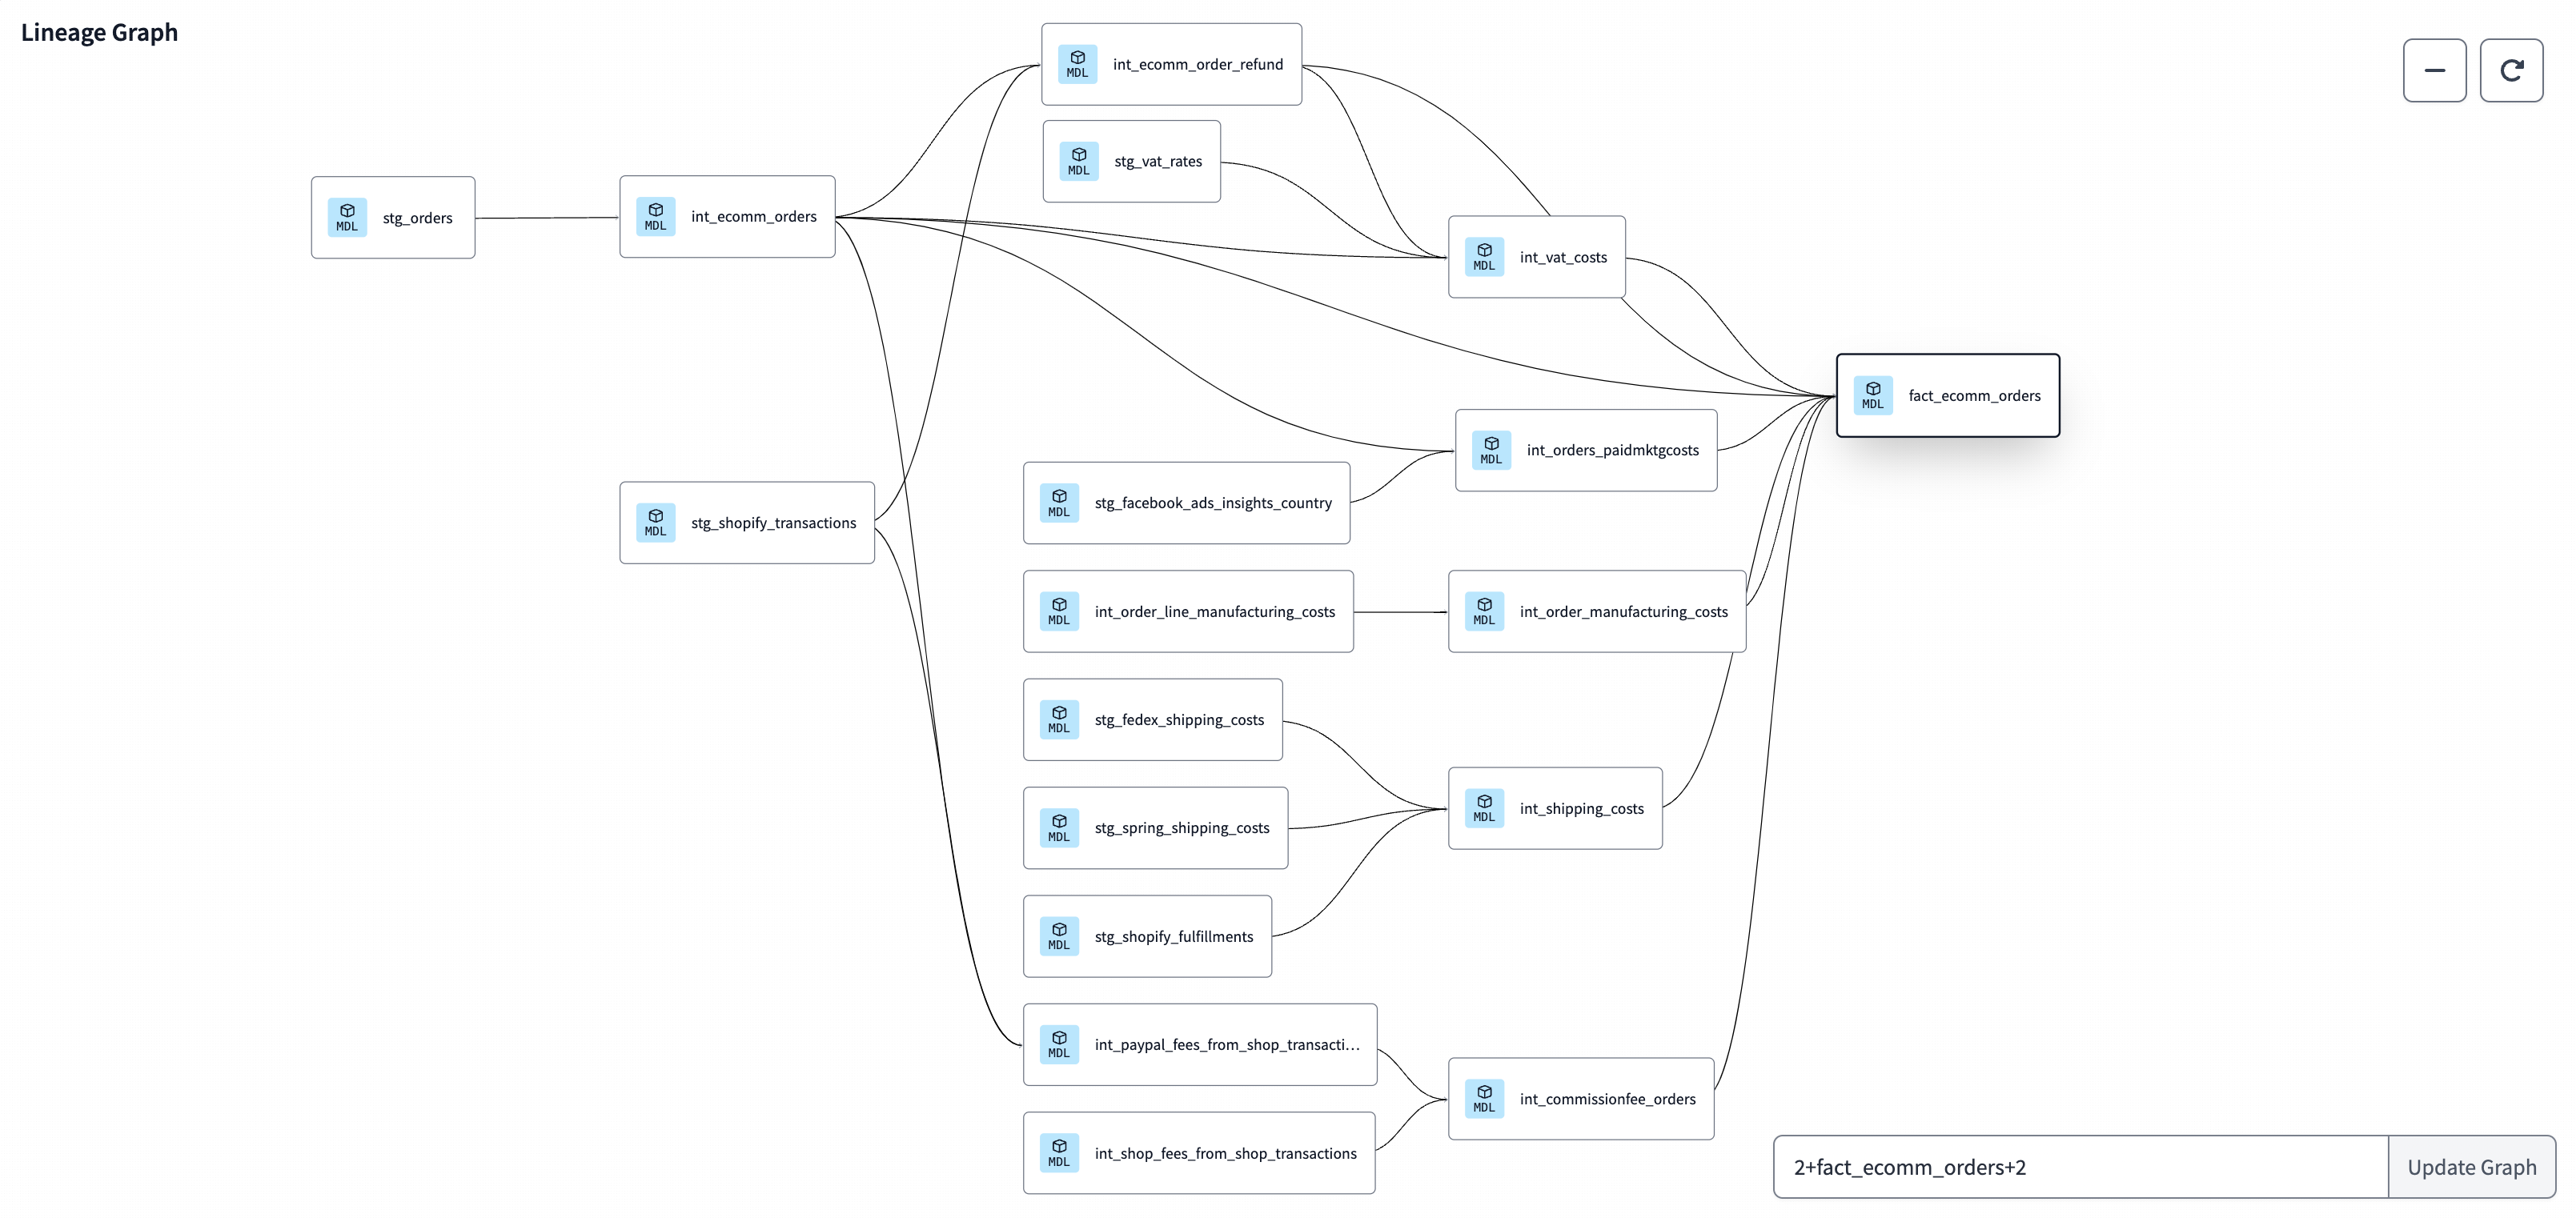 Lineage Graph
MDL int_ecomm_order_refund
MDL stg_vat_rates
MDL stg_orders
MDL int_ecomm_orders
MDL int_vat_costs
MDL fact_ecomm_orders
MDL int_orders_paidmktgcosts
MDL stg_facebook_ads_insights_country
MDL stg_shopify_transactions
MDL int_order_line_manufacturing_costs
MDL int_order_manufacturing_costs
MDL stg_fedex_shipping_costs
MDL int_shipping_costs
MDL stg_spring_shipping_costs
MDL stg_shopify_fulfillments
MDL int_paypal_fees_from_shop_transacti...
MDL int_commissionfee_orders
MDL int_shop_fees_from_shop_transactions
2+fact_ecomm_orders+2
Update Graph